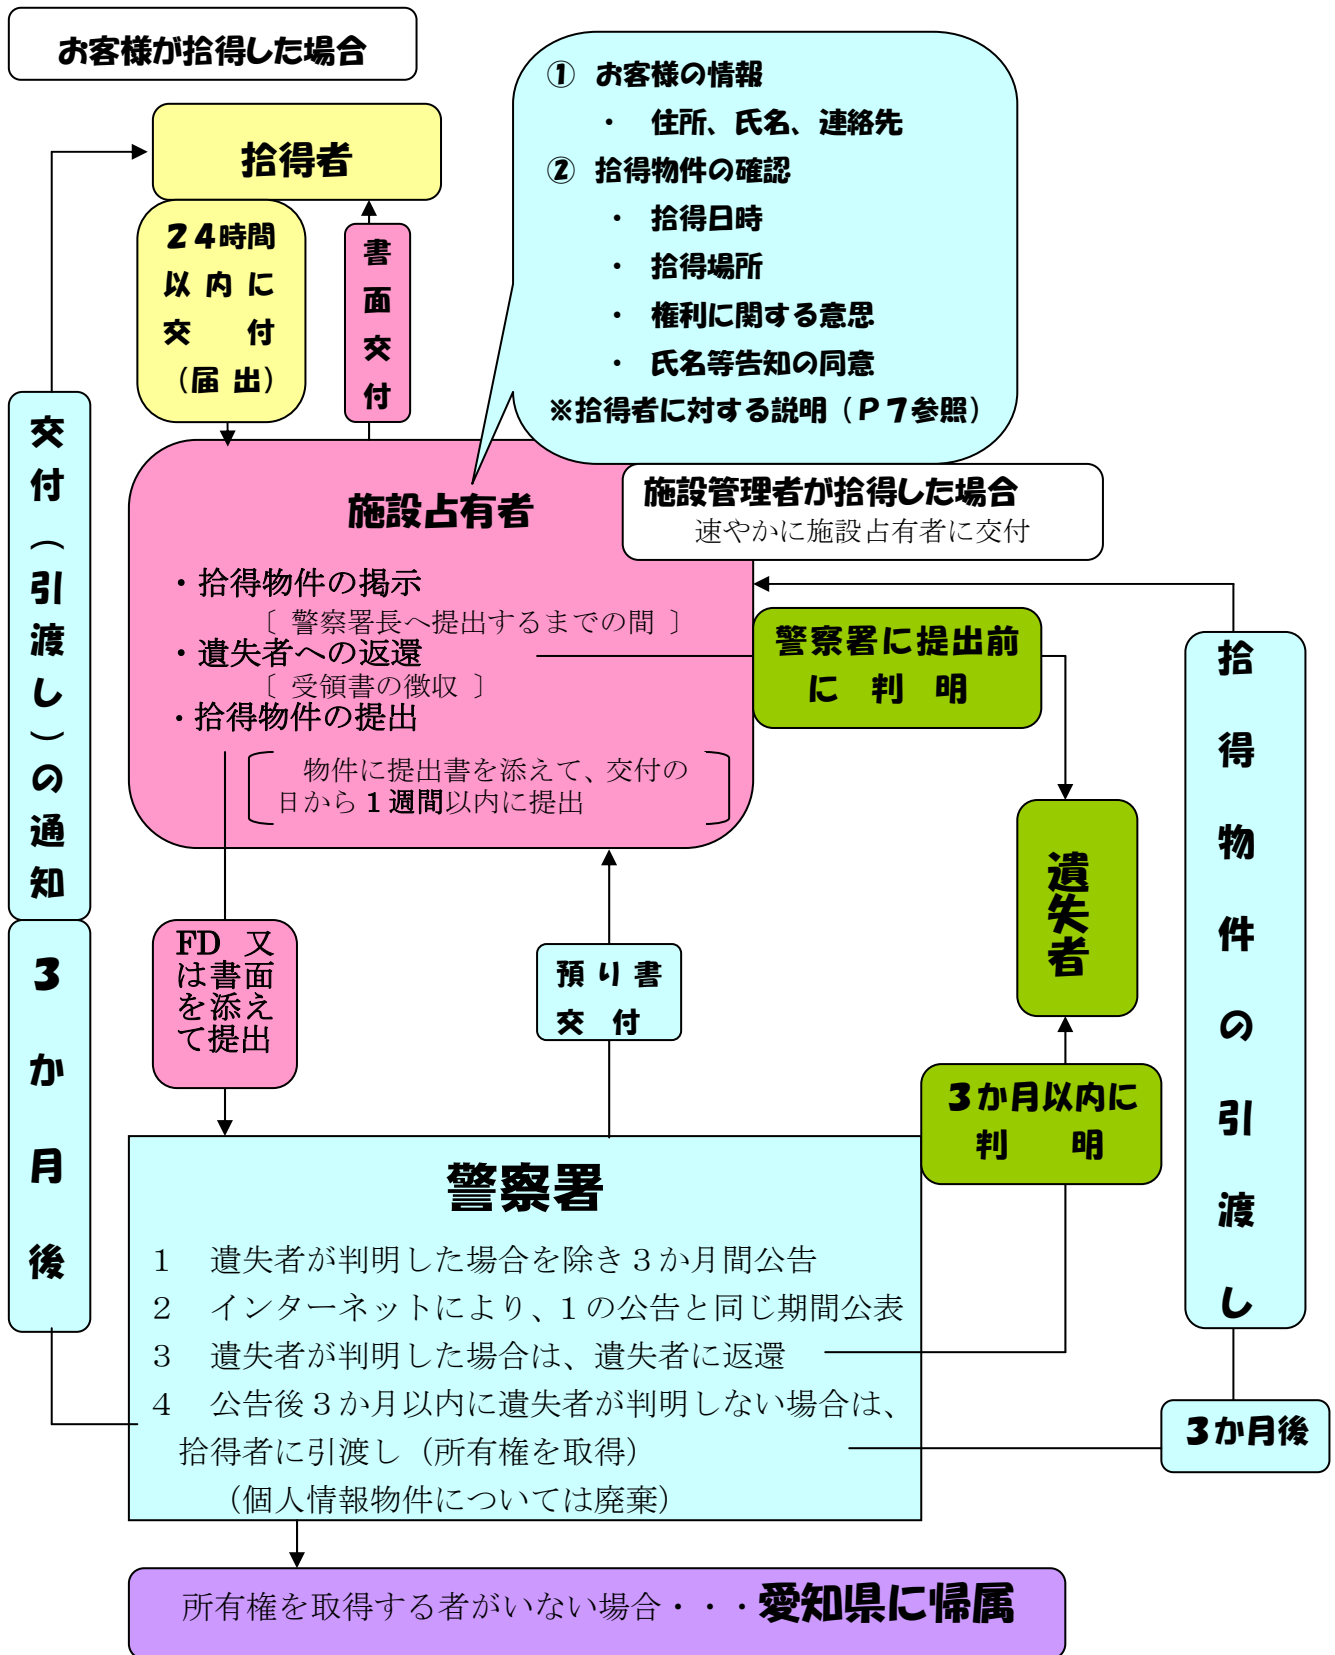 お客様が拾得した場合
拾得者
２４時間
以内に
交　付
（届出）
書面交付
① お客様の情報
・ 住所、氏名、連絡先
② 拾得物件の確認
・ 拾得日時
・ 拾得場所
・ 権利に関する意思
・ 氏名等告知の同意
※拾得者に対する説明（Ｐ７参照）
施設占有者
施設管理者が拾得した場合
速やかに施設占有者に交付
・拾得物件の掲示
〔 警察署長へ提出するまでの間 〕
・遺失者への返還
〔 受領書の徴収 〕
・拾得物件の提出
物件に提出書を添えて、交付の
日から１週間以内に提出
警察署に提出前
に　判　明
遺失者
交付（引渡し）の通知
３か月後
FD 又
は書面
を添え
て提出
預り書
交　付
３か月以内に
判　　明
拾得物件の引渡し
３か月後
警察署
１　遺失者が判明した場合を除き３か月間公告
２　インターネットにより、１の公告と同じ期間公表
３　遺失者が判明した場合は、遺失者に返還
４　公告後３か月以内に遺失者が判明しない場合は、
拾得者に引渡し（所有権を取得）
（個人情報物件については廃棄）
所有権を取得する者がいない場合・・・愛知県に帰属